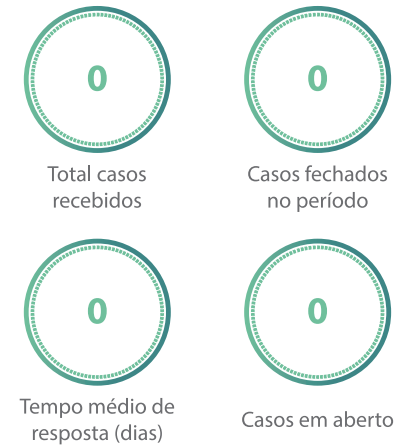 0
Total casos
recebidos
0
Casos fechados
no período
0
Tempo médio de
resposta (dias)
0
Casos em aberto